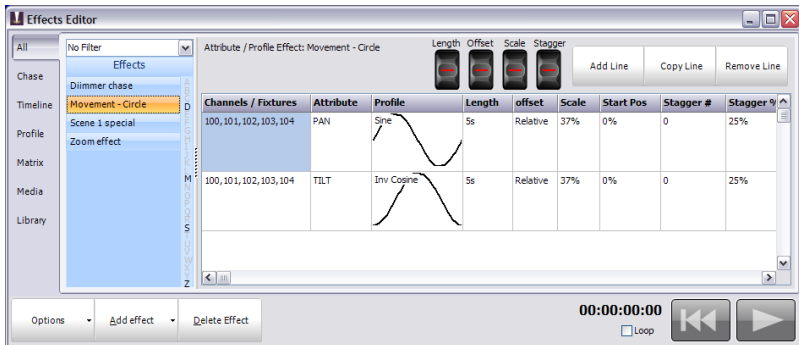 Effects Editor
All
Chase
Timeline
Profile
Matrix
Media
Library
No Filter
Effects
Diimmer chase
Movement - Circle
Scene 1 special
Zoom effect
D
M
S
Z
Attribute / Profile Effect: Movement - Circle
Length Offset Scale Stagger
Add Line Copy Line Remove Line
Channels / Fixtures Attribute Profile Length offset Scale Start Pos Stagger # Stagger %
100,101,102,103,104 PAN Sine 5s Relative 37% 0% 0 25%
100,101,102,103,104 TILT Inv Cosine 5s Relative 37% 0% 0 25%
Options Add effect Delete Effect
00:00:00:00
Loop